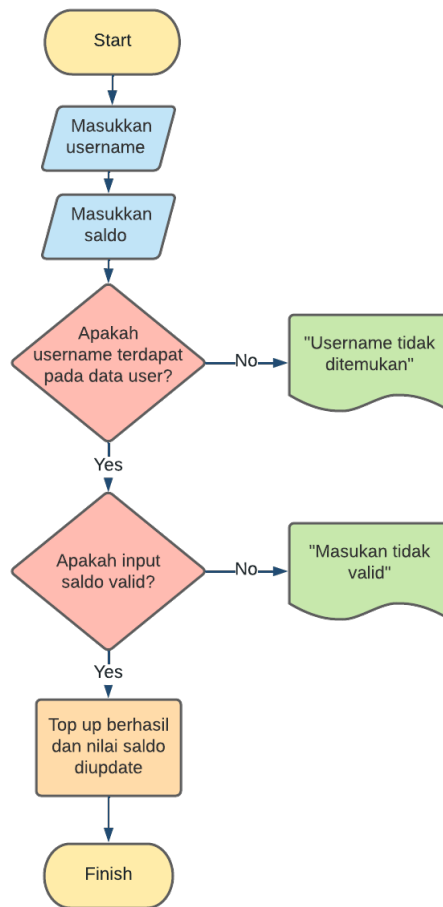 Start
Masukkan
username
Masukkan
saldo
Apakah
username terdapat
pada data user?
No
"Username tidak
ditemukan"
Yes
Apakah input
saldo valid?
No
"Masukan tidak
valid"
Yes
Top up berhasil
dan nilai saldo
diupdate
Finish